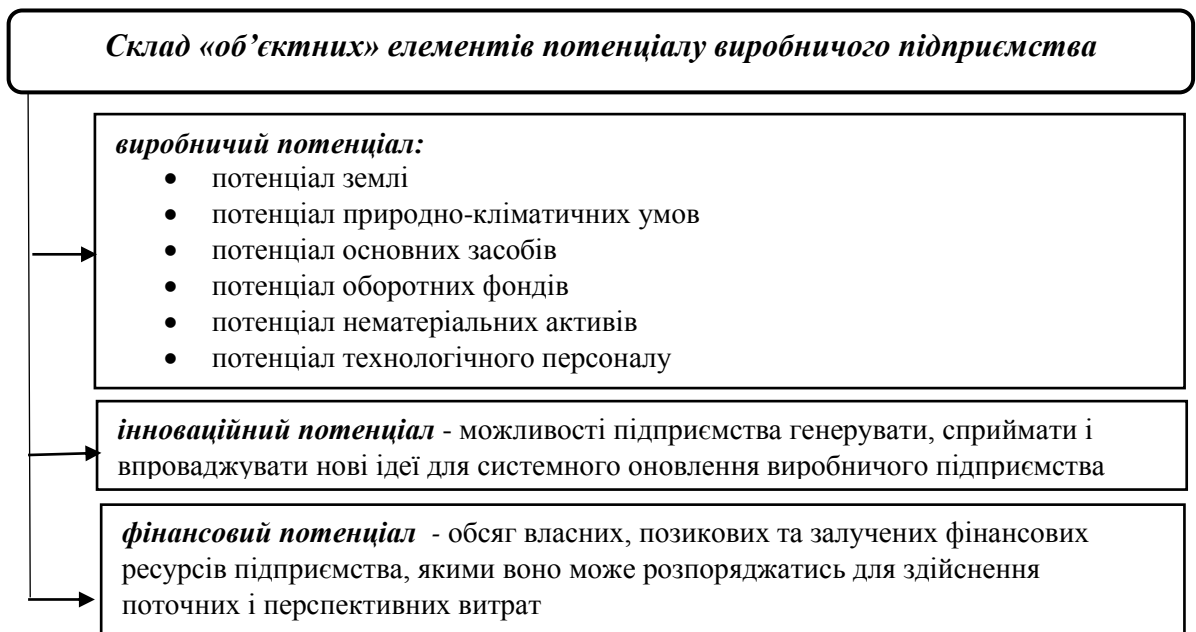 Склад «об’єктних» елементів потенціалу виробничого підприємства
виробничий потенціал:
• потенціал землі
• потенціал природно-кліматичних умов
• потенціал основних засобів
• потенціал оборотних фондів
• потенціал нематеріальних активів
• потенціал технологічного персоналу
інноваційний потенціал - можливості підприємства генерувати, сприймати і
впроваджувати нові ідеї для системного оновлення виробничого підприємства
фінансовий потенціал - обсяг власних, позикових та залучених фінансових
ресурсів підприємства, якими воно може розпоряджатись для здійснення
поточних і перспективних витрат